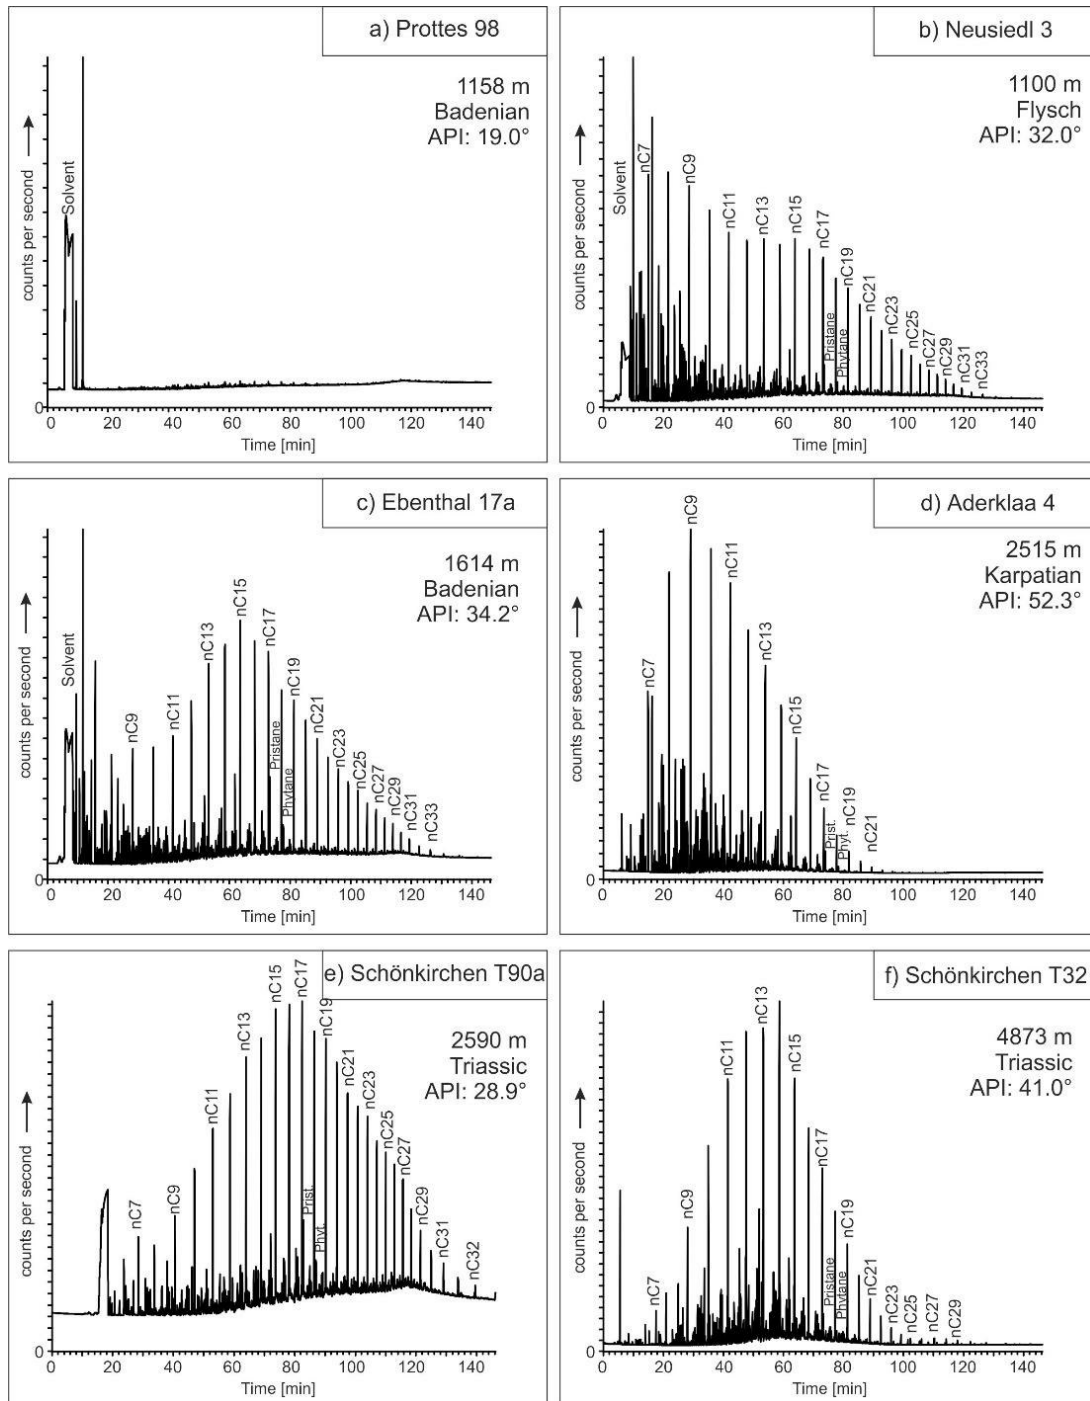 a) Prottes 98
1158 m
Badenian
API: 19.0°
counts per second
Solvent
0
0 20 40 60 80 100 120 140
Time [min]
b) Neusiedl 3
1100 m
Flysch
API: 32.0°
counts per second
Solvent
nC7
nC9
nC11
nC13
nC15
nC17
Pristane
Phytane
nC19
nC21
nC23
nC25
nC27
nC29
nC31
nC33
0
0 20 40 60 80 100 120 140
Time [min]
c) Ebenthal 17a
1614 m
Badenian
API: 34.2°
counts per second
Solvent
nC9
nC11
nC13
nC15
nC17
Pristane
Phytane
nC19
nC21
nC23
nC25
nC27
nC29
nC31
nC33
0
0 20 40 60 80 100 120 140
Time [min]
d) Aderklaa 4
2515 m
Karpatian
API: 52.3°
counts per second
nC7
nC9
nC11
nC13
nC15
nC17
Prist.
Phyt.
nC19
nC21
0
0 20 40 60 80 100 120 140
Time [min]
e) Schönkirchen T90a
2590 m
Triassic
API: 28.9°
counts per second
nC7
nC9
nC11
nC13
nC15
nC17
Prist.
Phyt.
nC19
nC21
nC23
nC25
nC27
nC29
nC31
nC32
0
0 20 40 60 80 100 120 140
Time [min]
f) Schönkirchen T32
4873 m
Triassic
API: 41.0°
counts per second
nC7
nC9
nC11
nC13
nC15
nC17
Pristane
Phytane
nC19
nC21
nC23
nC25
nC27
nC29
0
0 20 40 60 80 100 120 140
Time [min]